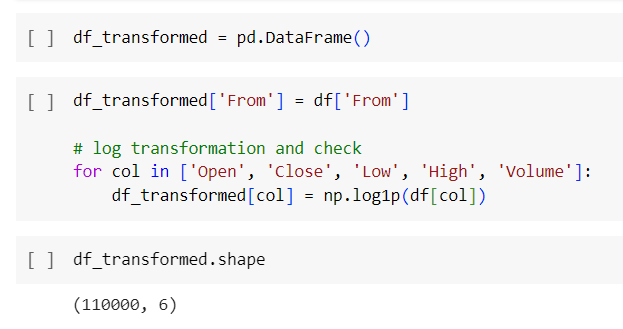 [ ] df_transformed = pd.DataFrame()
[ ] df_transformed['From'] = df['From']
# log transformation and check
for col in ['Open', 'Close', 'Low', 'High', 'Volume']:
    df_transformed[col] = np.log1p(df[col])
[ ] df_transformed.shape
(110000, 6)